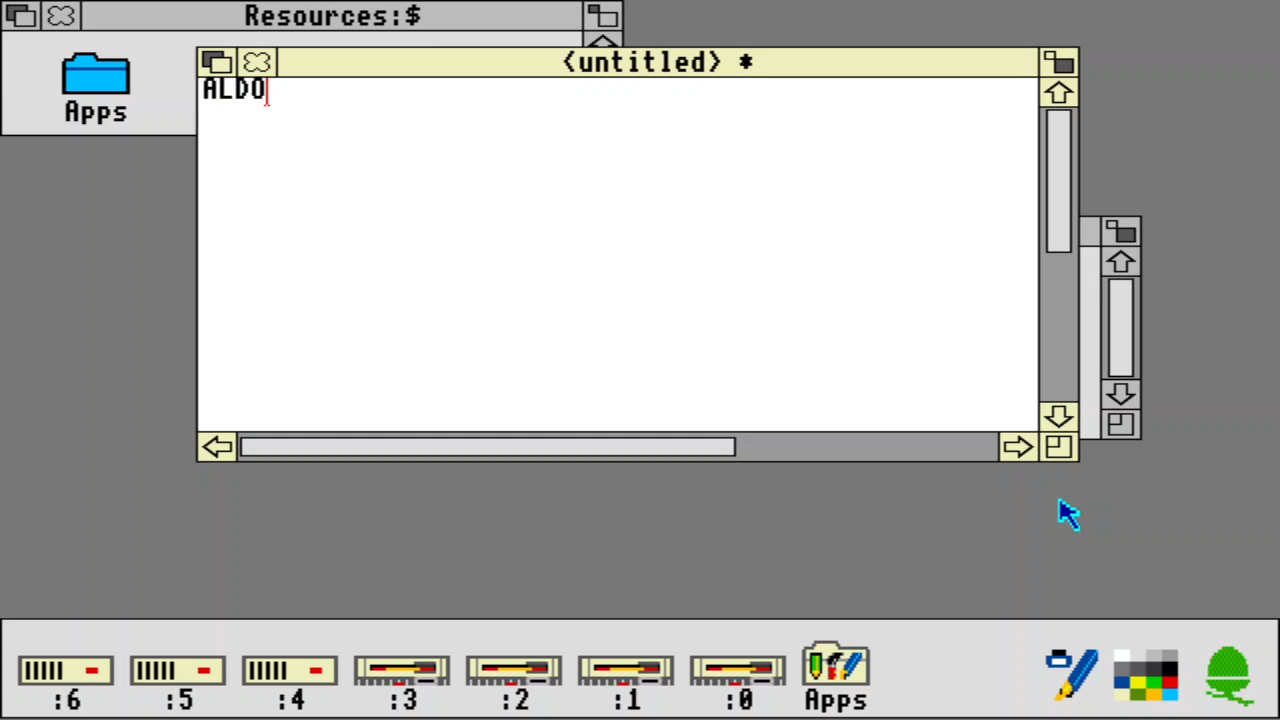 Resources:$
<untitled> *
ALDO
Apps
:6 :5 :4 :3 :2 :1 :0 Apps